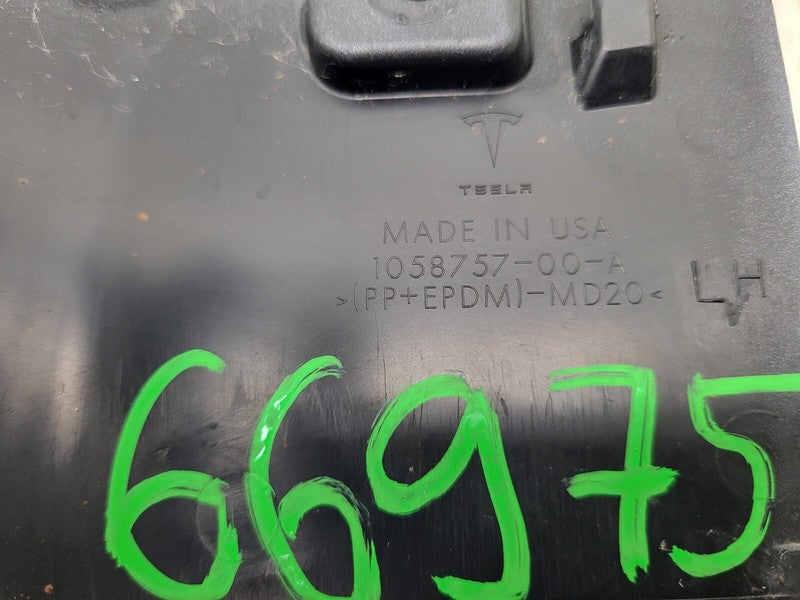 TESLA
MADE IN USA
1058757-00-A
>(PP+EPDM)-MD20< LH
66975